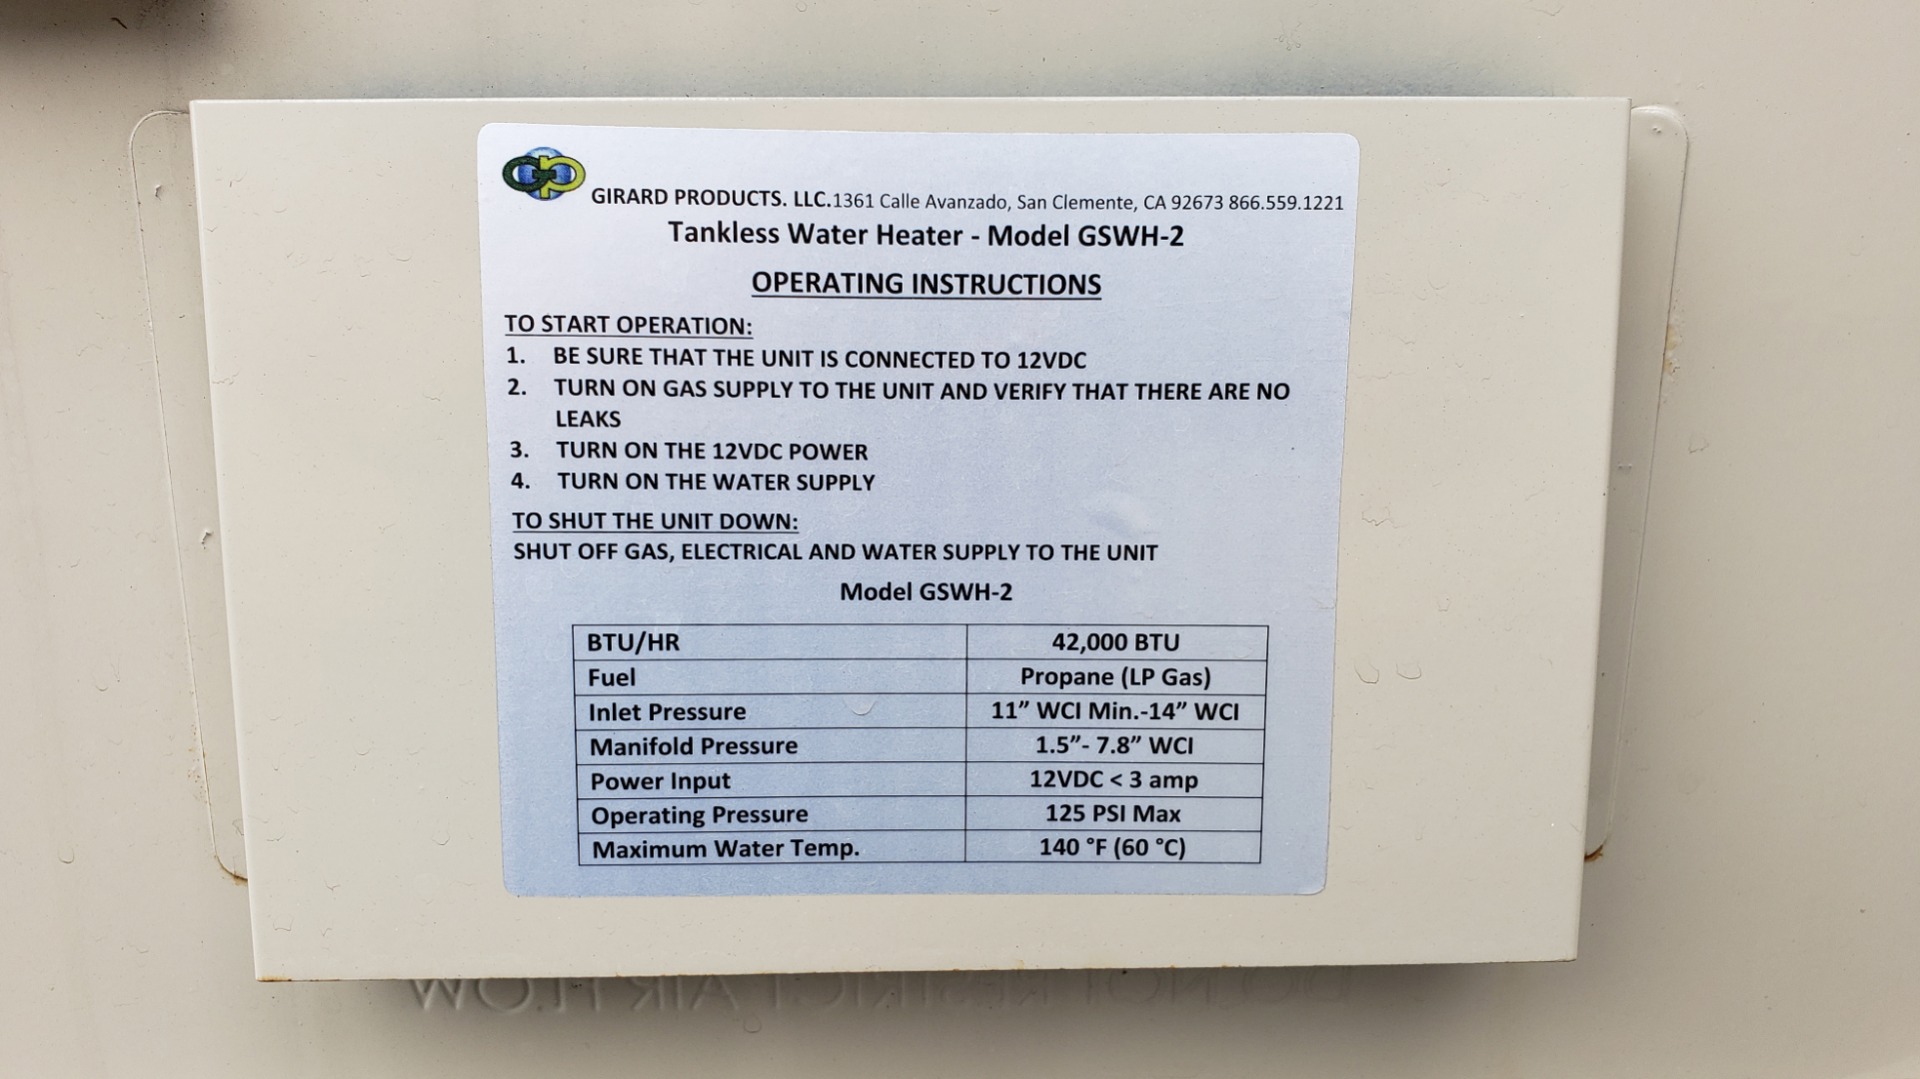 GP
GIRARD PRODUCTS. LLC.1361 Calle Avanzado, San Clemente, CA 92673 866.559.1221
Tankless Water Heater - Model GSWH-2
OPERATING INSTRUCTIONS
TO START OPERATION:
1. BE SURE THAT THE UNIT IS CONNECTED TO 12VDC
2. TURN ON GAS SUPPLY TO THE UNIT AND VERIFY THAT THERE ARE NO
LEAKS
3. TURN ON THE 12VDC POWER
4. TURN ON THE WATER SUPPLY
TO SHUT THE UNIT DOWN:
SHUT OFF GAS, ELECTRICAL AND WATER SUPPLY TO THE UNIT
Model GSWH-2
BTU/HR 42,000 BTU
Fuel Propane (LP Gas)
Inlet Pressure 11” WCI Min.-14” WCI
Manifold Pressure 1.5”- 7.8” WCI
Power Input 12VDC < 3 amp
Operating Pressure 125 PSI Max
Maximum Water Temp. 140 °F (60 °C)
DO NOT RESTRICT AIR FLOW